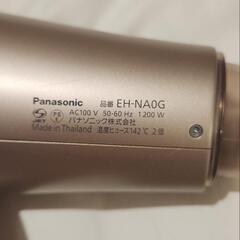 Panasonic 品番 EH-NA0G
AC100 V 50-60 Hz 1200 W
パナソニック株式会社
Made in Thailand 温度ヒューズ142℃ 2個